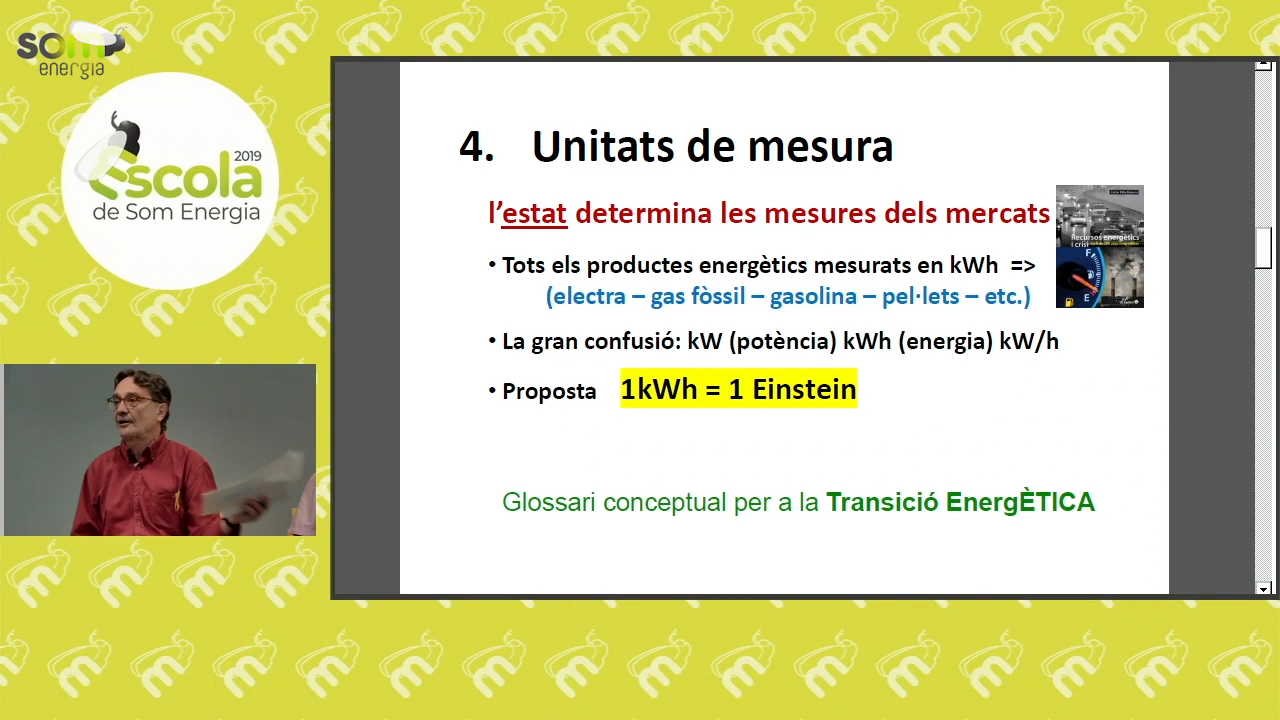 som
energia
2019
Escola
de Som Energia
4. Unitats de mesura
l’estat determina les mesures dels mercats
Recursos energètics
i crisi
• Tots els productes energètics mesurats en kWh =>
(electra – gas fòssil – gasolina – pel·lets – etc.)
F
E
• La gran confusió: kW (potència) kWh (energia) kW/h
• Proposta 1kWh = 1 Einstein
Glossari conceptual per a la Transició EnergÈTICA